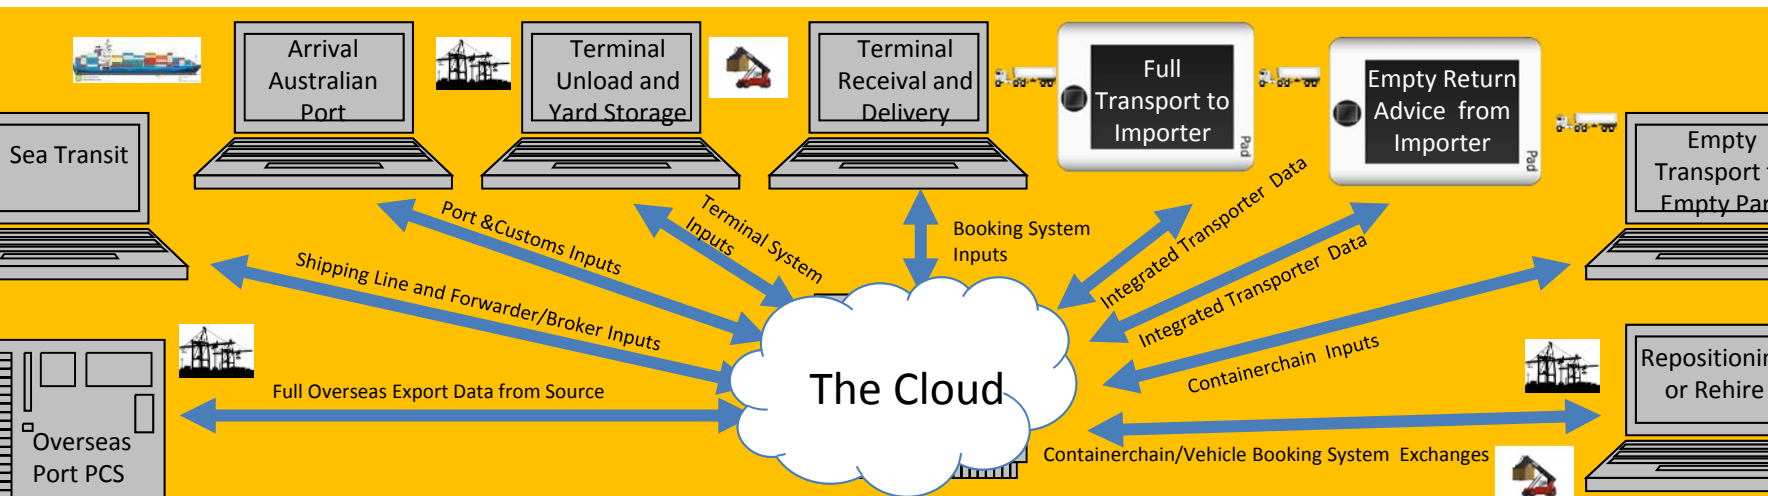 Arrival
Australian
Port
Terminal
Unload and
Yard Storage
Terminal
Receival and
Delivery
Full
Transport to
Importer
Pad
Empty Return
Advice  from
Importer
Pad
Sea Transit
Empty
Transport
Empty
Port &Customs Inputs
Terminal System
Inputs
Booking System
Inputs
Integrated Transporter  Data
Integrated Transporter  Data
Shipping Line and Forwarder/Broker Inputs
Containerchain  Inputs
Full Overseas Export Data from Source
The Cloud
Containerchain/Vehicle Booking System  Exchanges
or Rehire
Overseas
Port PCS